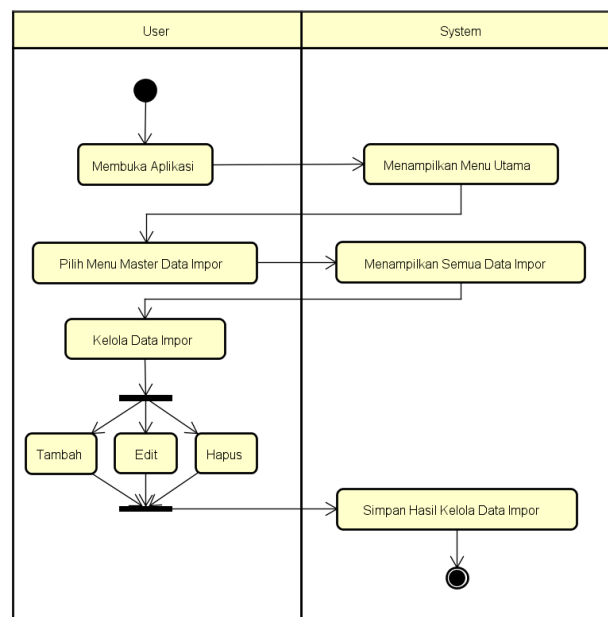 User
System
Membuka Aplikasi
Menampilkan Menu Utama
Pilih Menu Master Data Impor
Menampilkan Semua Data Impor
Kelola Data Impor
Tambah
Edit
Hapus
Simpan Hasil Kelola Data Impor